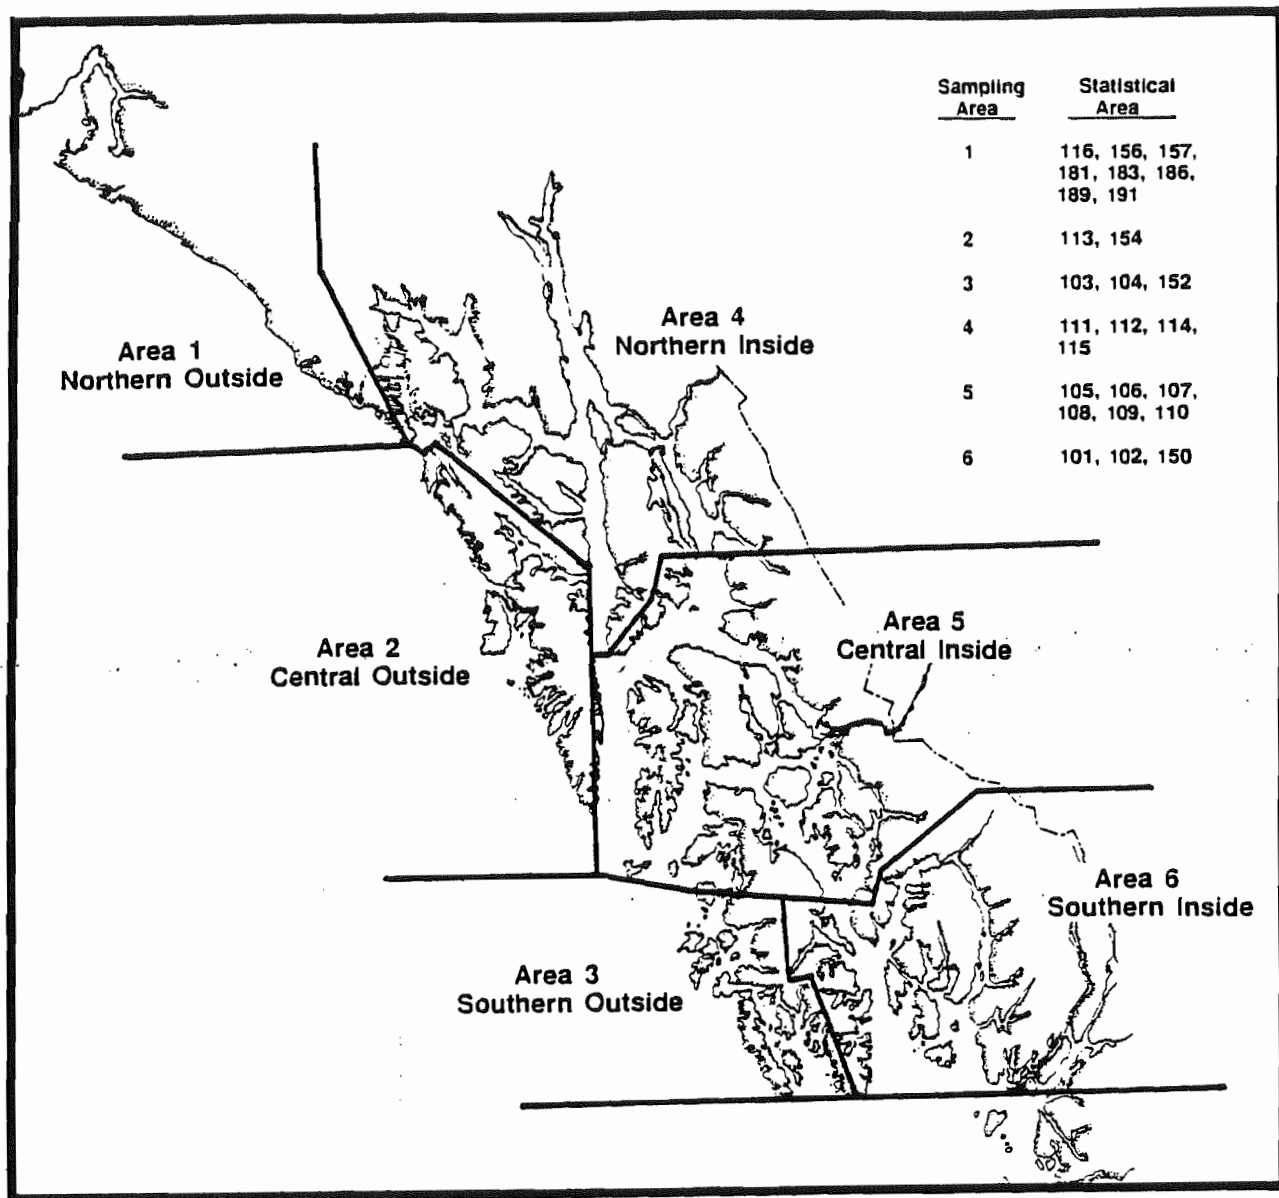 Sampling Statistical
Area Area
1 116, 156, 157,
181, 183, 186,
189, 191
2 113, 154
3 103, 104, 152
4 111, 112, 114,
115
5 105, 106, 107,
108, 109, 110
6 101, 102, 150
Area 4
Northern Inside
Area 1
Northern Outside
Area 5
Central Inside
Area 2
Central Outside
Area 6
Southern Inside
Area 3
Southern Outside